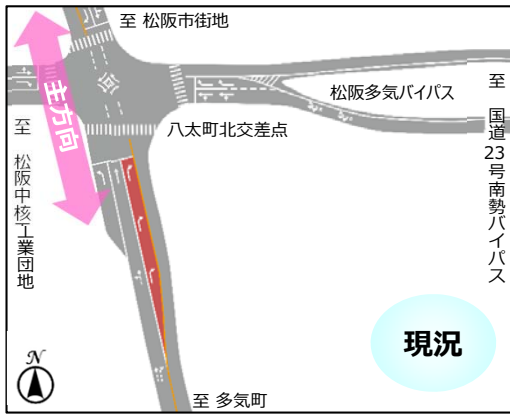 至 松阪市街地
松阪多気バイパス
至 国道23号南勢バイパス
主方向
八太町北交差点
至 松阪中核工業団地
現況
N
至 多気町